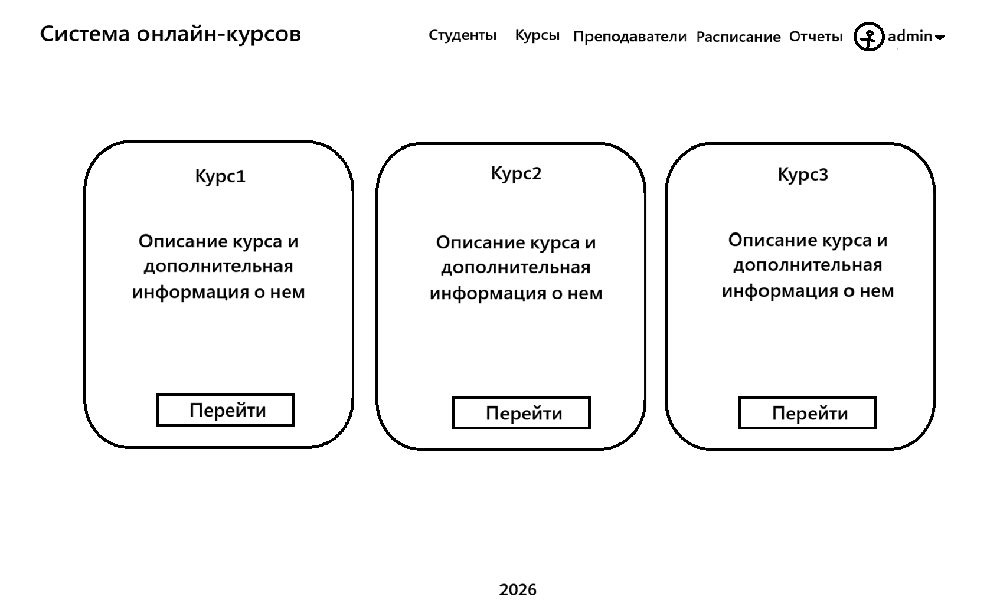 Система онлайн-курсов
Студенты Курсы Преподаватели Расписание Отчеты admin
Курс1
Описание курса и
дополнительная
информация о нем
Перейти
Курс2
Описание курса и
дополнительная
информация о нем
Перейти
Курс3
Описание курса и
дополнительная
информация о нем
Перейти
2026